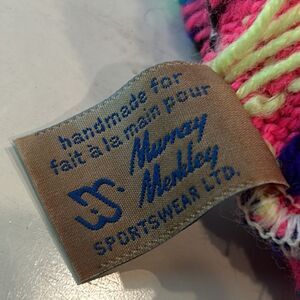 handmade for
fait à la main pour
Murray
Merkley
SPORTSWEAR LTD.